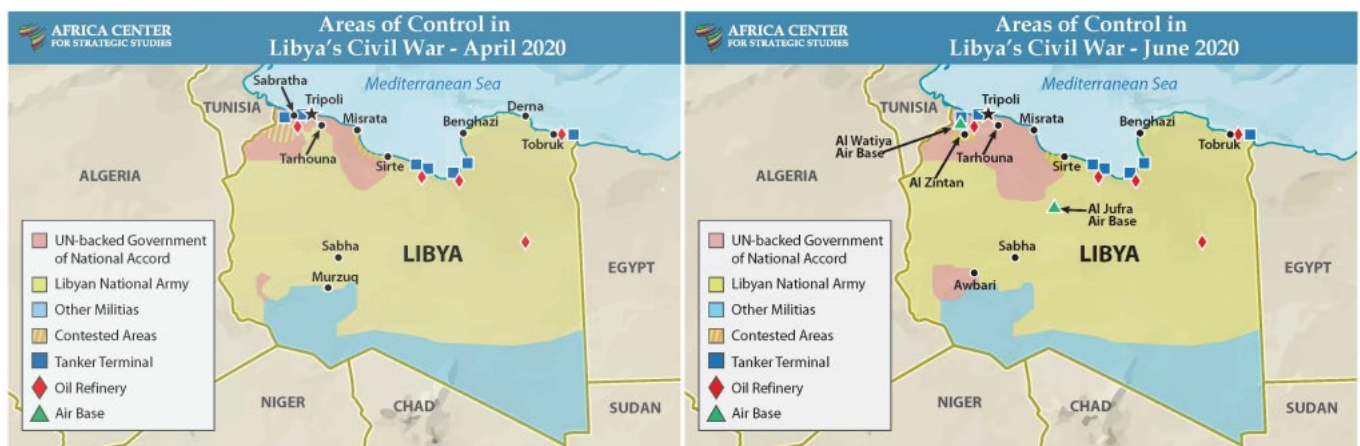 AFRICA CENTER
FOR STRATEGIC STUDIES
Areas of Control in
Libya's Civil War - April 2020
Mediterranean Sea
Sabratha
TUNISIA
Tripoli
Misrata
Derna
Benghazi
Tobruk
Tarhouna
Sirte
ALGERIA
UN-backed Government
of National Accord
Libyan National Army
Other Militias
Contested Areas
Tanker Terminal
Oil Refinery
Air Base
Sabha
LIBYA
Murzuq
EGYPT
NIGER
CHAD
SUDAN
AFRICA CENTER
FOR STRATEGIC STUDIES
Areas of Control in
Libya's Civil War - June 2020
Mediterranean Sea
TUNISIA
Tripoli
Misrata
Benghazi
Tobruk
Al Watiya
Air Base
Tarhouna
Sirte
Al Zintan
ALGERIA
Al Jufra
Air Base
UN-backed Government
of National Accord
Libyan National Army
Other Militias
Contested Areas
Tanker Terminal
Oil Refinery
Air Base
Sabha
LIBYA
Awbari
EGYPT
NIGER
CHAD
SUDAN